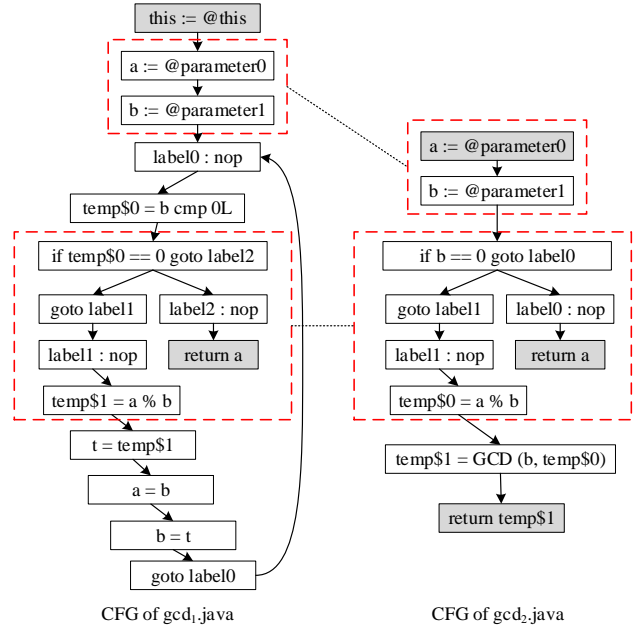 this := @this
a := @parameter0
b := @parameter1
label0 : nop
temp$0 = b cmp 0L
if temp$0 == 0 goto label2
goto label1
label2 : nop
label1 : nop
return a
temp$1 = a % b
t = temp$1
a = b
b = t
goto label0
CFG of gcd₁.java
a := @parameter0
b := @parameter1
if b == 0 goto label0
goto label1
label0 : nop
label1 : nop
return a
temp$0 = a % b
temp$1 = GCD (b, temp$0)
return temp$1
CFG of gcd₂.java